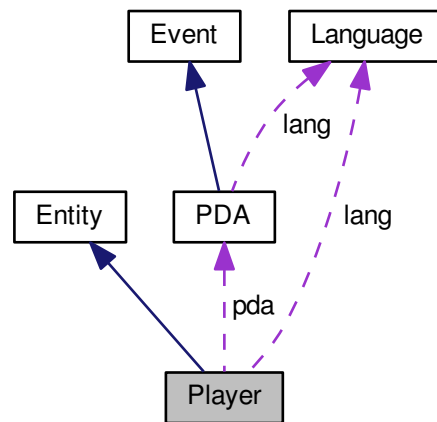 Event
Language
lang
Entity
PDA
lang
pda
Player